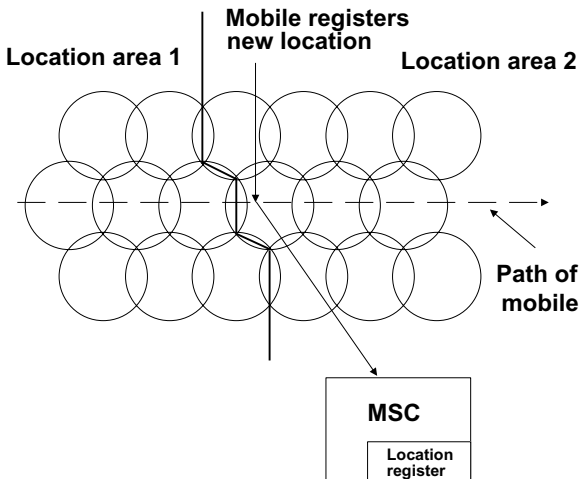 Mobile registers
new location
Location area 1
Location area 2
Path of
mobile
MSC
Location
register